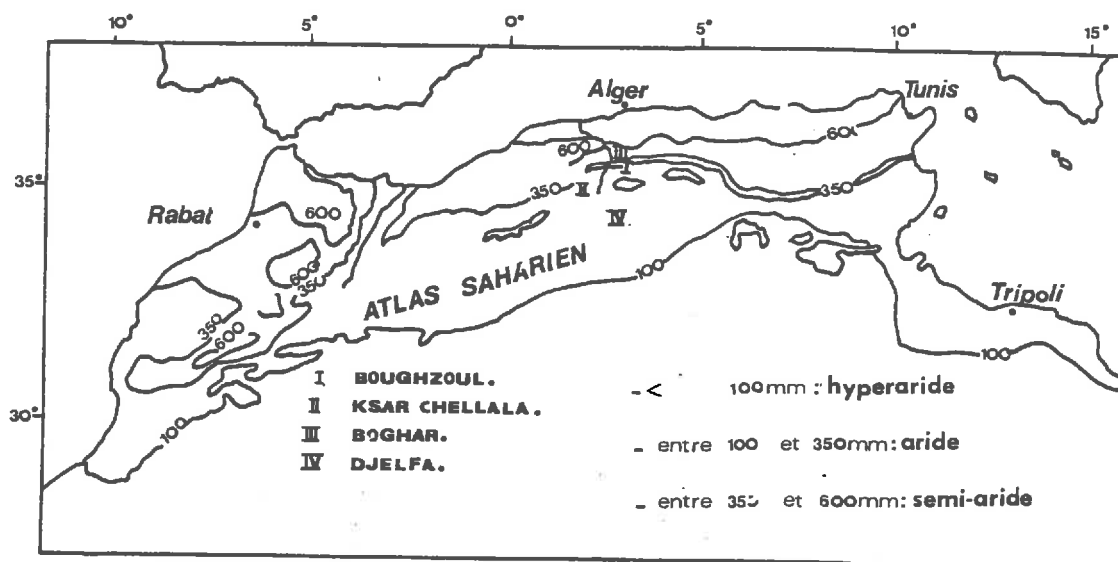 10° 5° 0° 5° 10° 15°
Alger Tunis
600
600 III
I
35° 350 II 350
Rabat 600 IV
600
350 ATLAS SAHARIEN 100
Tripoli
350
600 100
I BOUGHZOUL. -< 100mm : hyperaride
30° II KSAR CHELLALA.
100 III BOGHAR. - entre 100 et 350mm: aride
IV DJELFA.
- entre 350 et 600mm: semi-aride